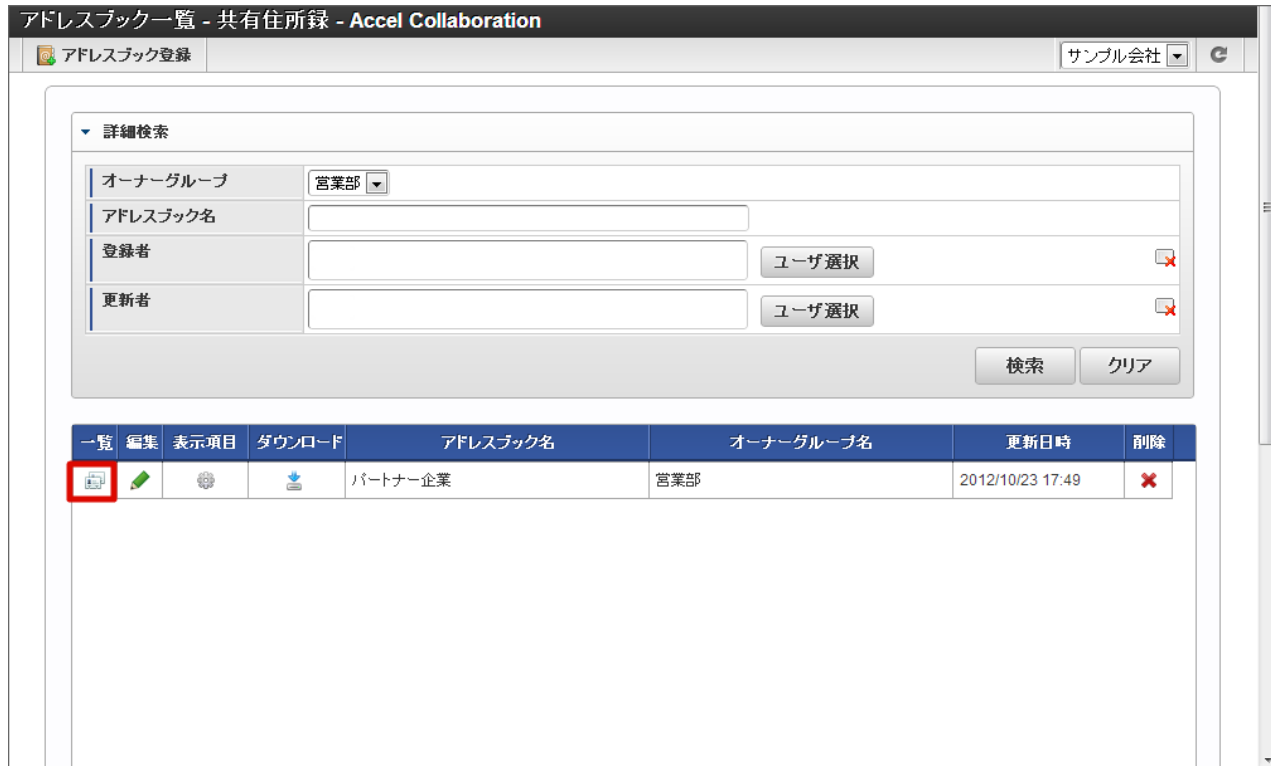 アドレスブック一覧 - 共有住所録 - Accel Collaboration
アドレスブック登録 サンプル会社
詳細検索
オーナーグループ 営業部
アドレスブック名
登録者 ユーザ選択
更新者 ユーザ選択
検索 クリア
一覧 編集 表示項目 ダウンロード アドレスブック名 オーナーグループ名 更新日時 削除
パートナー企業 営業部 2012/10/23 17:49